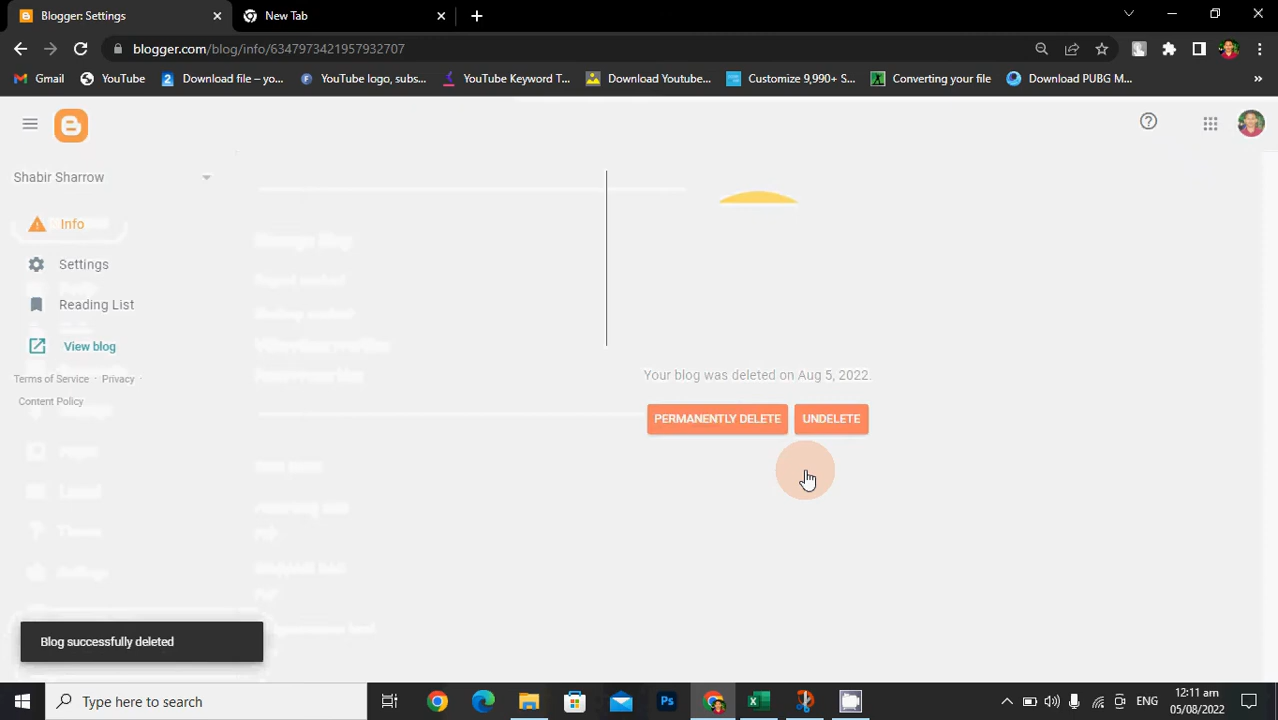 Blogger: Settings
New Tab
blogger.com/blog/info/6347973421957932707
Gmail
YouTube
Download file – yo...
YouTube logo, subs...
YouTube Keyword T...
Download Youtube...
Customize 9,990+ S...
Converting your file
Download PUBG M...
»
Shabir Sharrow
Info
Settings
Reading List
View blog
Terms of Service · Privacy ·
Content Policy
Your blog was deleted on Aug 5, 2022.
PERMANENTLY DELETE
UNDELETE
Manage Blog
Blog successfully deleted
Type here to search
Ps
ENG
12:11 am
05/08/2022